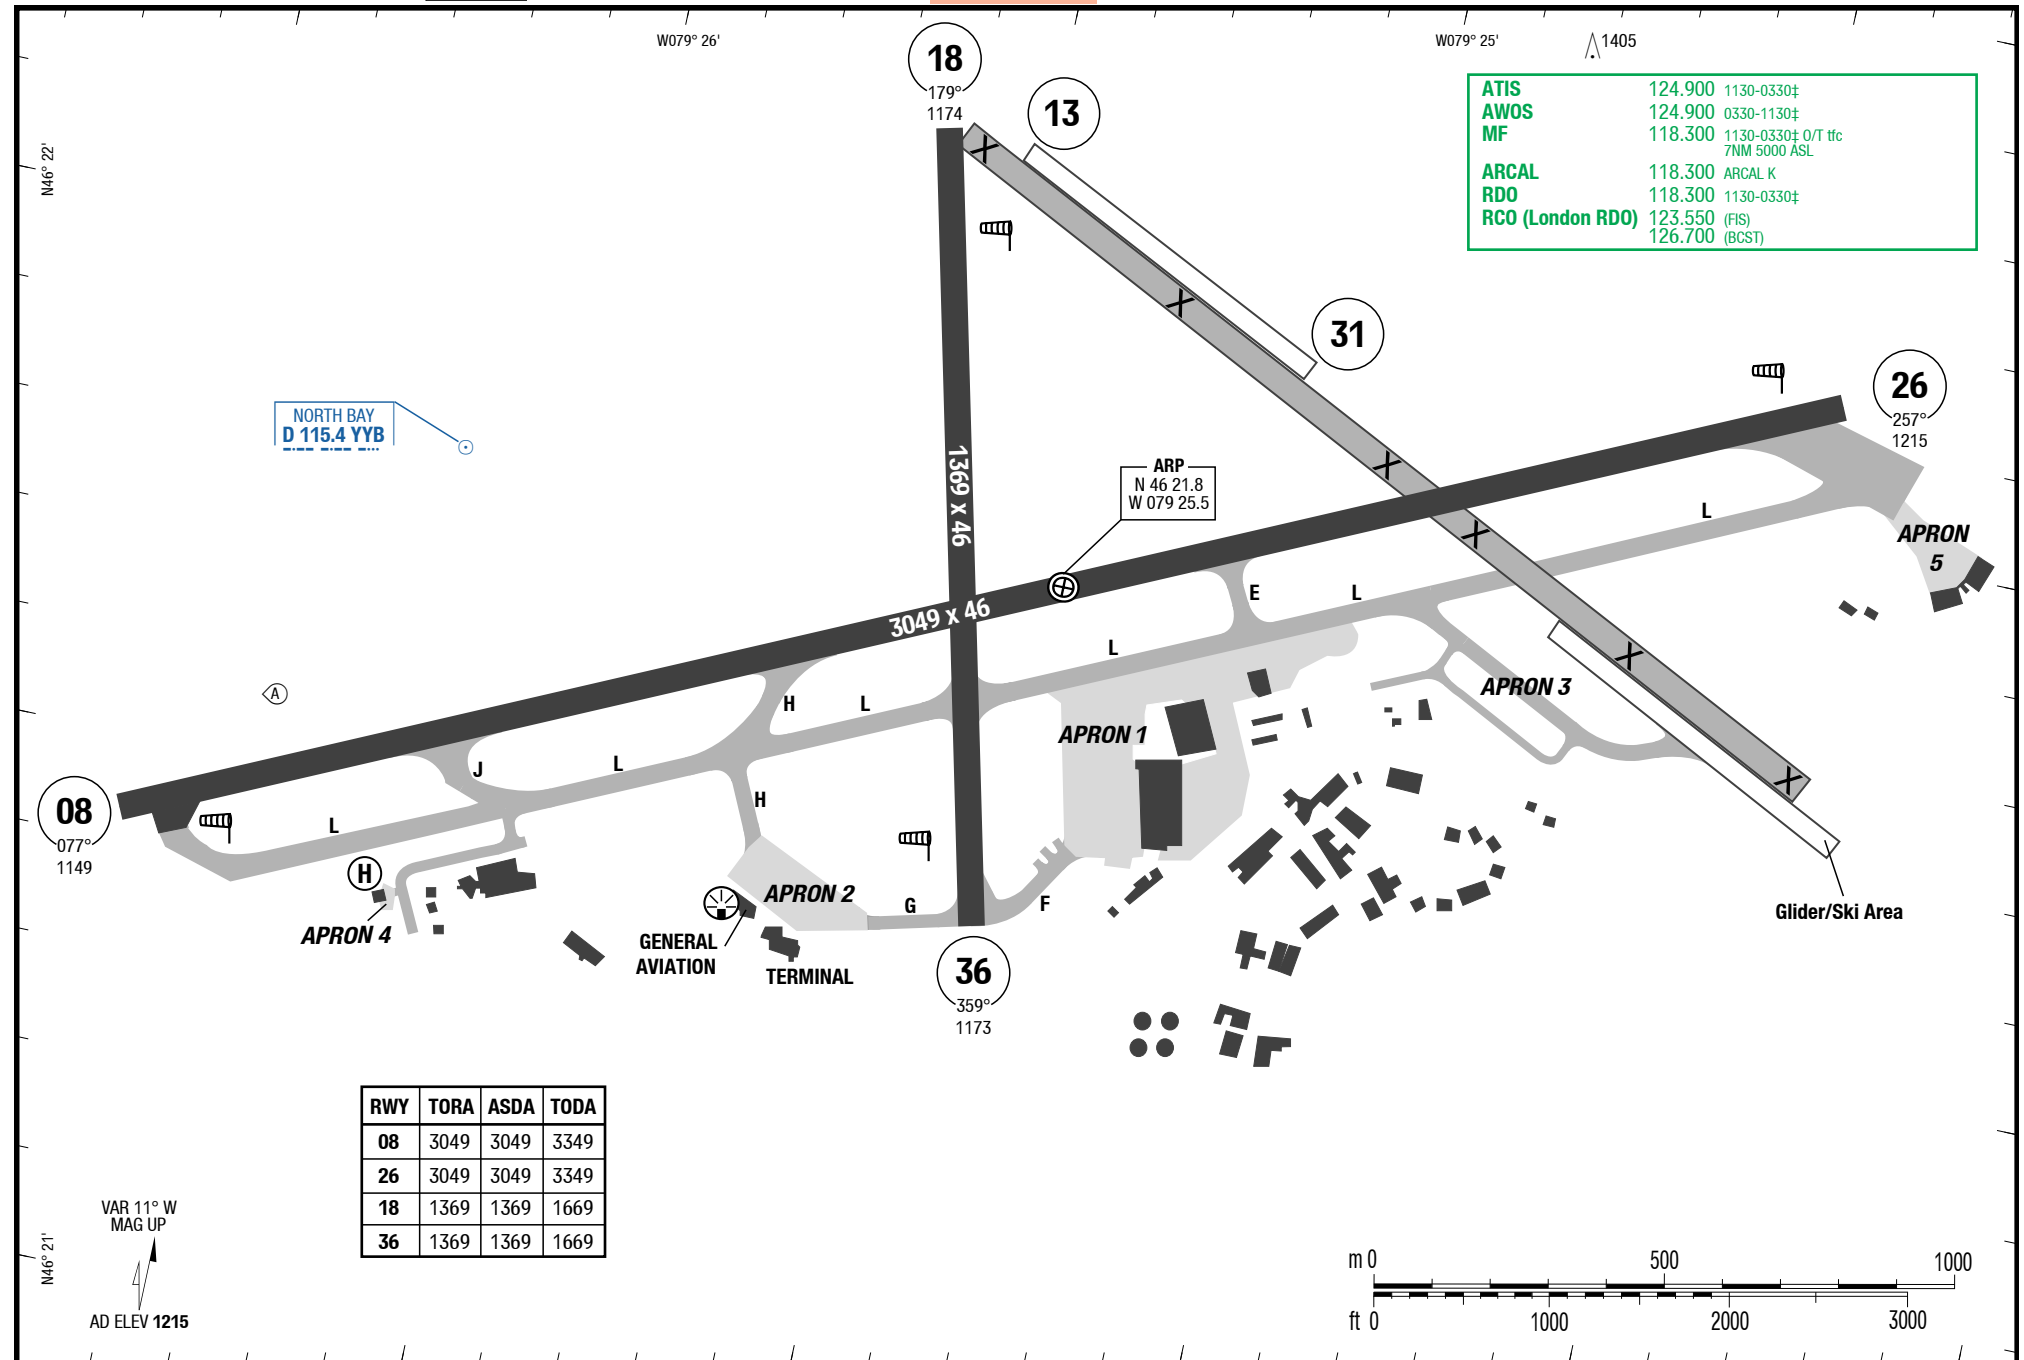 W079° 26'
W079° 25'
1405
18
179°
1174
13
ATIS 124.900 1130-0330‡
AWOS 124.900 0330-1130‡
MF 118.300 1130-0330‡ O/T tfc
7NM 5000 ASL
ARCAL 118.300 ARCAL K
RDO 118.300 1130-0330‡
RCO (London RDO) 123.550 (FIS)
126.700 (BCST)
N46° 22'
31
26
257°
1215
NORTH BAY
D 115.4 YYB
ARP
N 46 21.8
W 079 25.5
1369 x 46
3049 x 46
X
X
X
X
X
X
L
APRON
5
E
L
L
A
H
L
APRON 3
APRON 1
J
L
H
08
077°
1149
L
H
APRON 4
APRON 2
G
F
GENERAL
AVIATION
TERMINAL
36
359°
1173
Glider/Ski Area
RWY TORA ASDA TODA
08 3049 3049 3349
26 3049 3049 3349
18 1369 1369 1669
36 1369 1369 1669
VAR 11° W
MAG UP
N46° 21'
AD ELEV 1215
m 0 500 1000
ft 0 1000 2000 3000